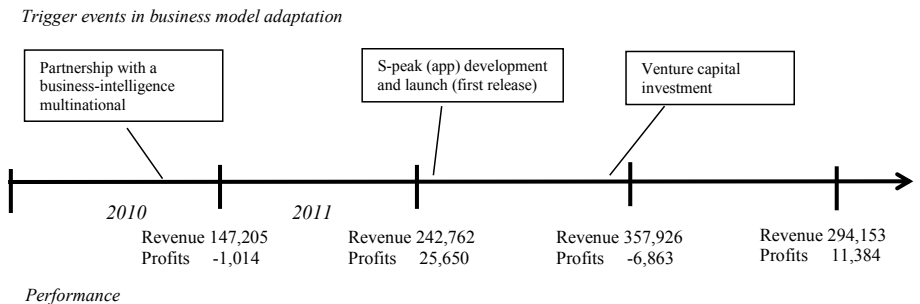 Trigger events in business model adaptation
Partnership with a
business-intelligence
multinational
S-peak (app) development
and launch (first release)
Venture capital
investment
2010
2011
Revenue 147,205
Profits -1,014
Revenue 242,762
Profits 25,650
Revenue 357,926
Profits -6,863
Revenue 294,153
Profits 11,384
Performance